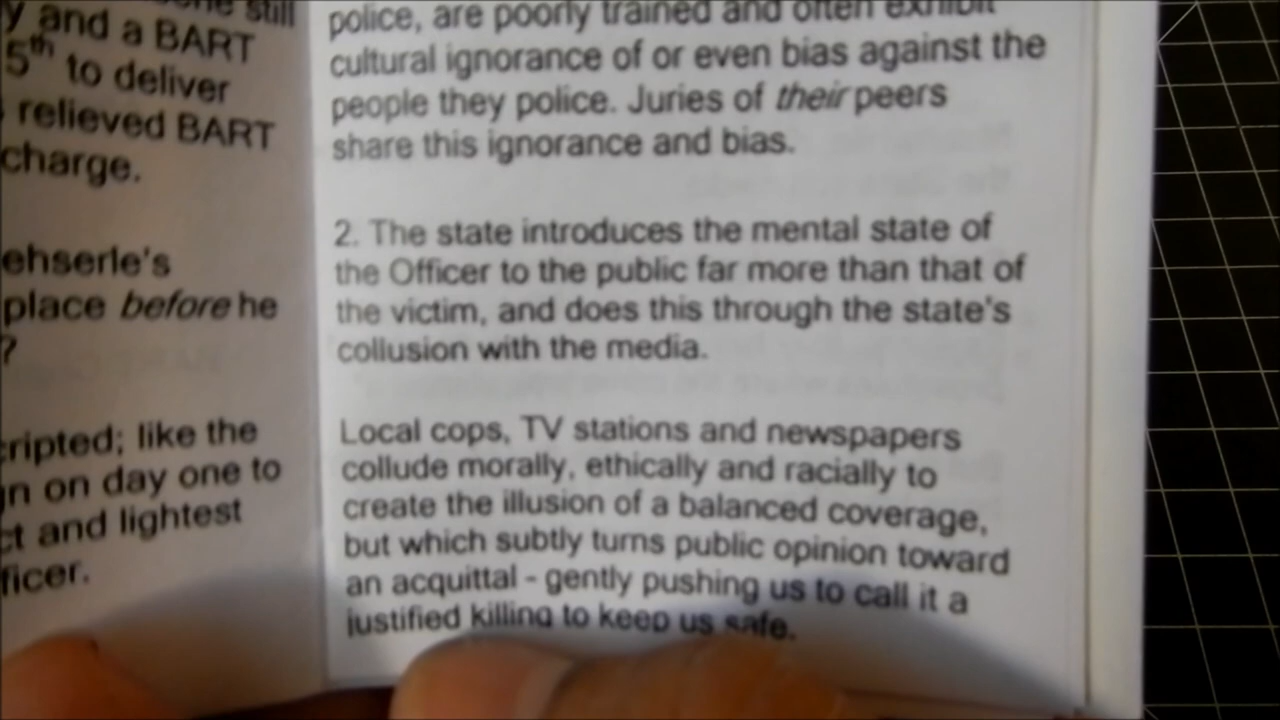 still
y and a BART
5th to deliver
relieved BART
charge.
ehserle's
place before he
?
cripted; like the
gn on day one to
ct and lightest
ficer.
police, are poorly trained and often exhibit
cultural ignorance of or even bias against the
people they police. Juries of their peers
share this ignorance and bias.
2. The state introduces the mental state of
the Officer to the public far more than that of
the victim, and does this through the state's
collusion with the media.
Local cops, TV stations and newspapers
collude morally, ethically and racially to
create the illusion of a balanced coverage,
but which subtly turns public opinion toward
an acquittal - gently pushing us to call it a
justified killing to keep us safe.